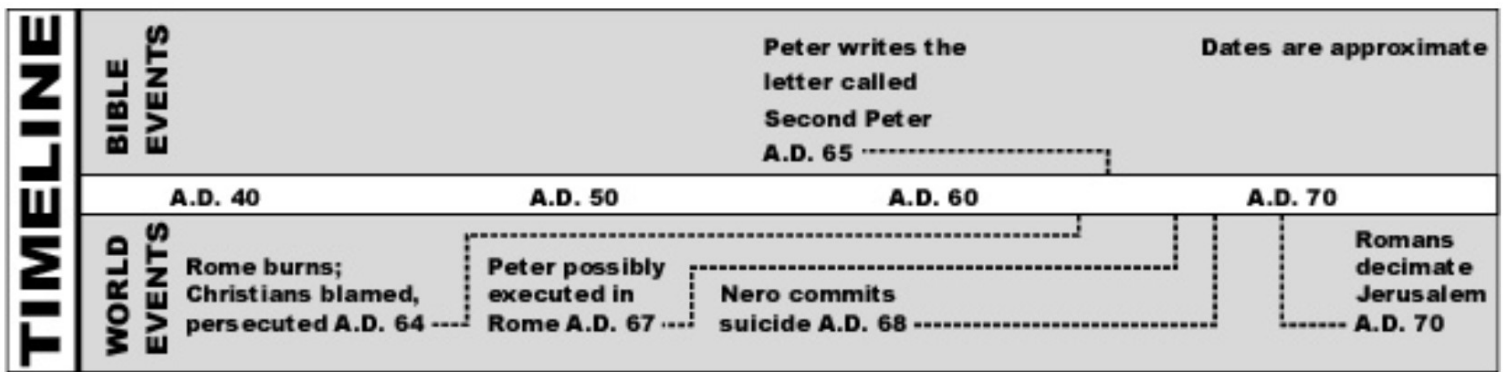 TIMELINE
BIBLE
EVENTS
Peter writes the
letter called
Second Peter
A.D. 65
Dates are approximate
A.D. 40 A.D. 50 A.D. 60 A.D. 70
WORLD
EVENTS
Rome burns;
Christians blamed,
persecuted A.D. 64
Peter possibly
executed in
Rome A.D. 67
Nero commits
suicide A.D. 68
Romans
decimate
Jerusalem
A.D. 70